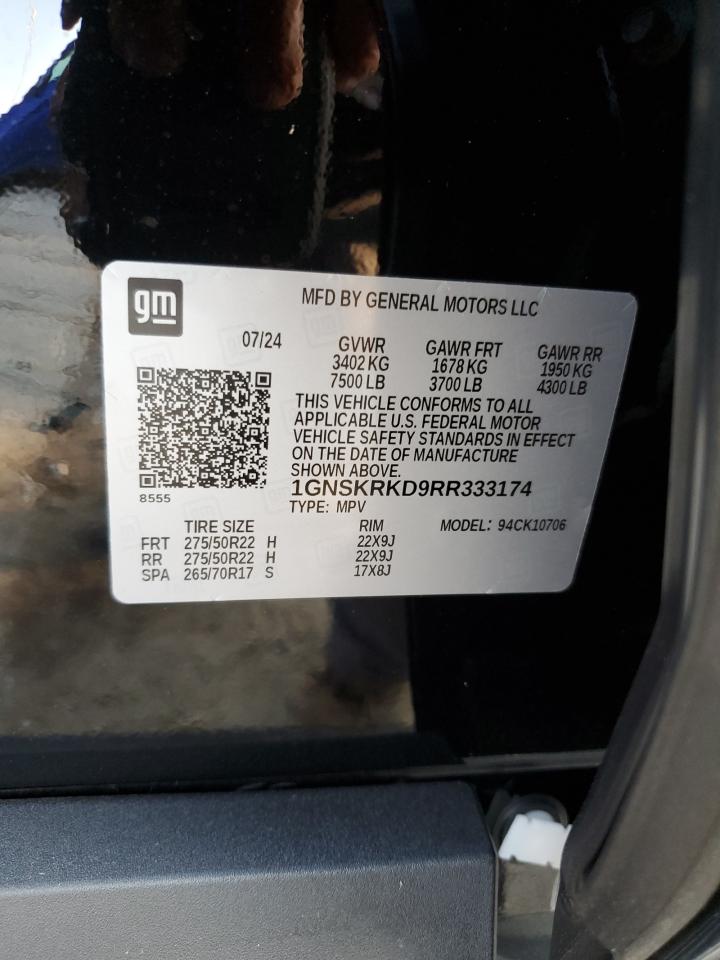 gm
MFD BY GENERAL MOTORS LLC
07/24
GVWR GAWR FRT GAWR RR
3402 KG 1678 KG 1950 KG
7500 LB 3700 LB 4300 LB
THIS VEHICLE CONFORMS TO ALL
APPLICABLE U.S. FEDERAL MOTOR
VEHICLE SAFETY STANDARDS IN EFFECT
ON THE DATE OF MANUFACTURE
SHOWN ABOVE.
8555
1GNSKRKD9RR333174
TYPE: MPV
TIRE SIZE RIM MODEL: 94CK10706
FRT 275/50R22 H 22X9J
RR 275/50R22 H 22X9J
SPA 265/70R17 S 17X8J